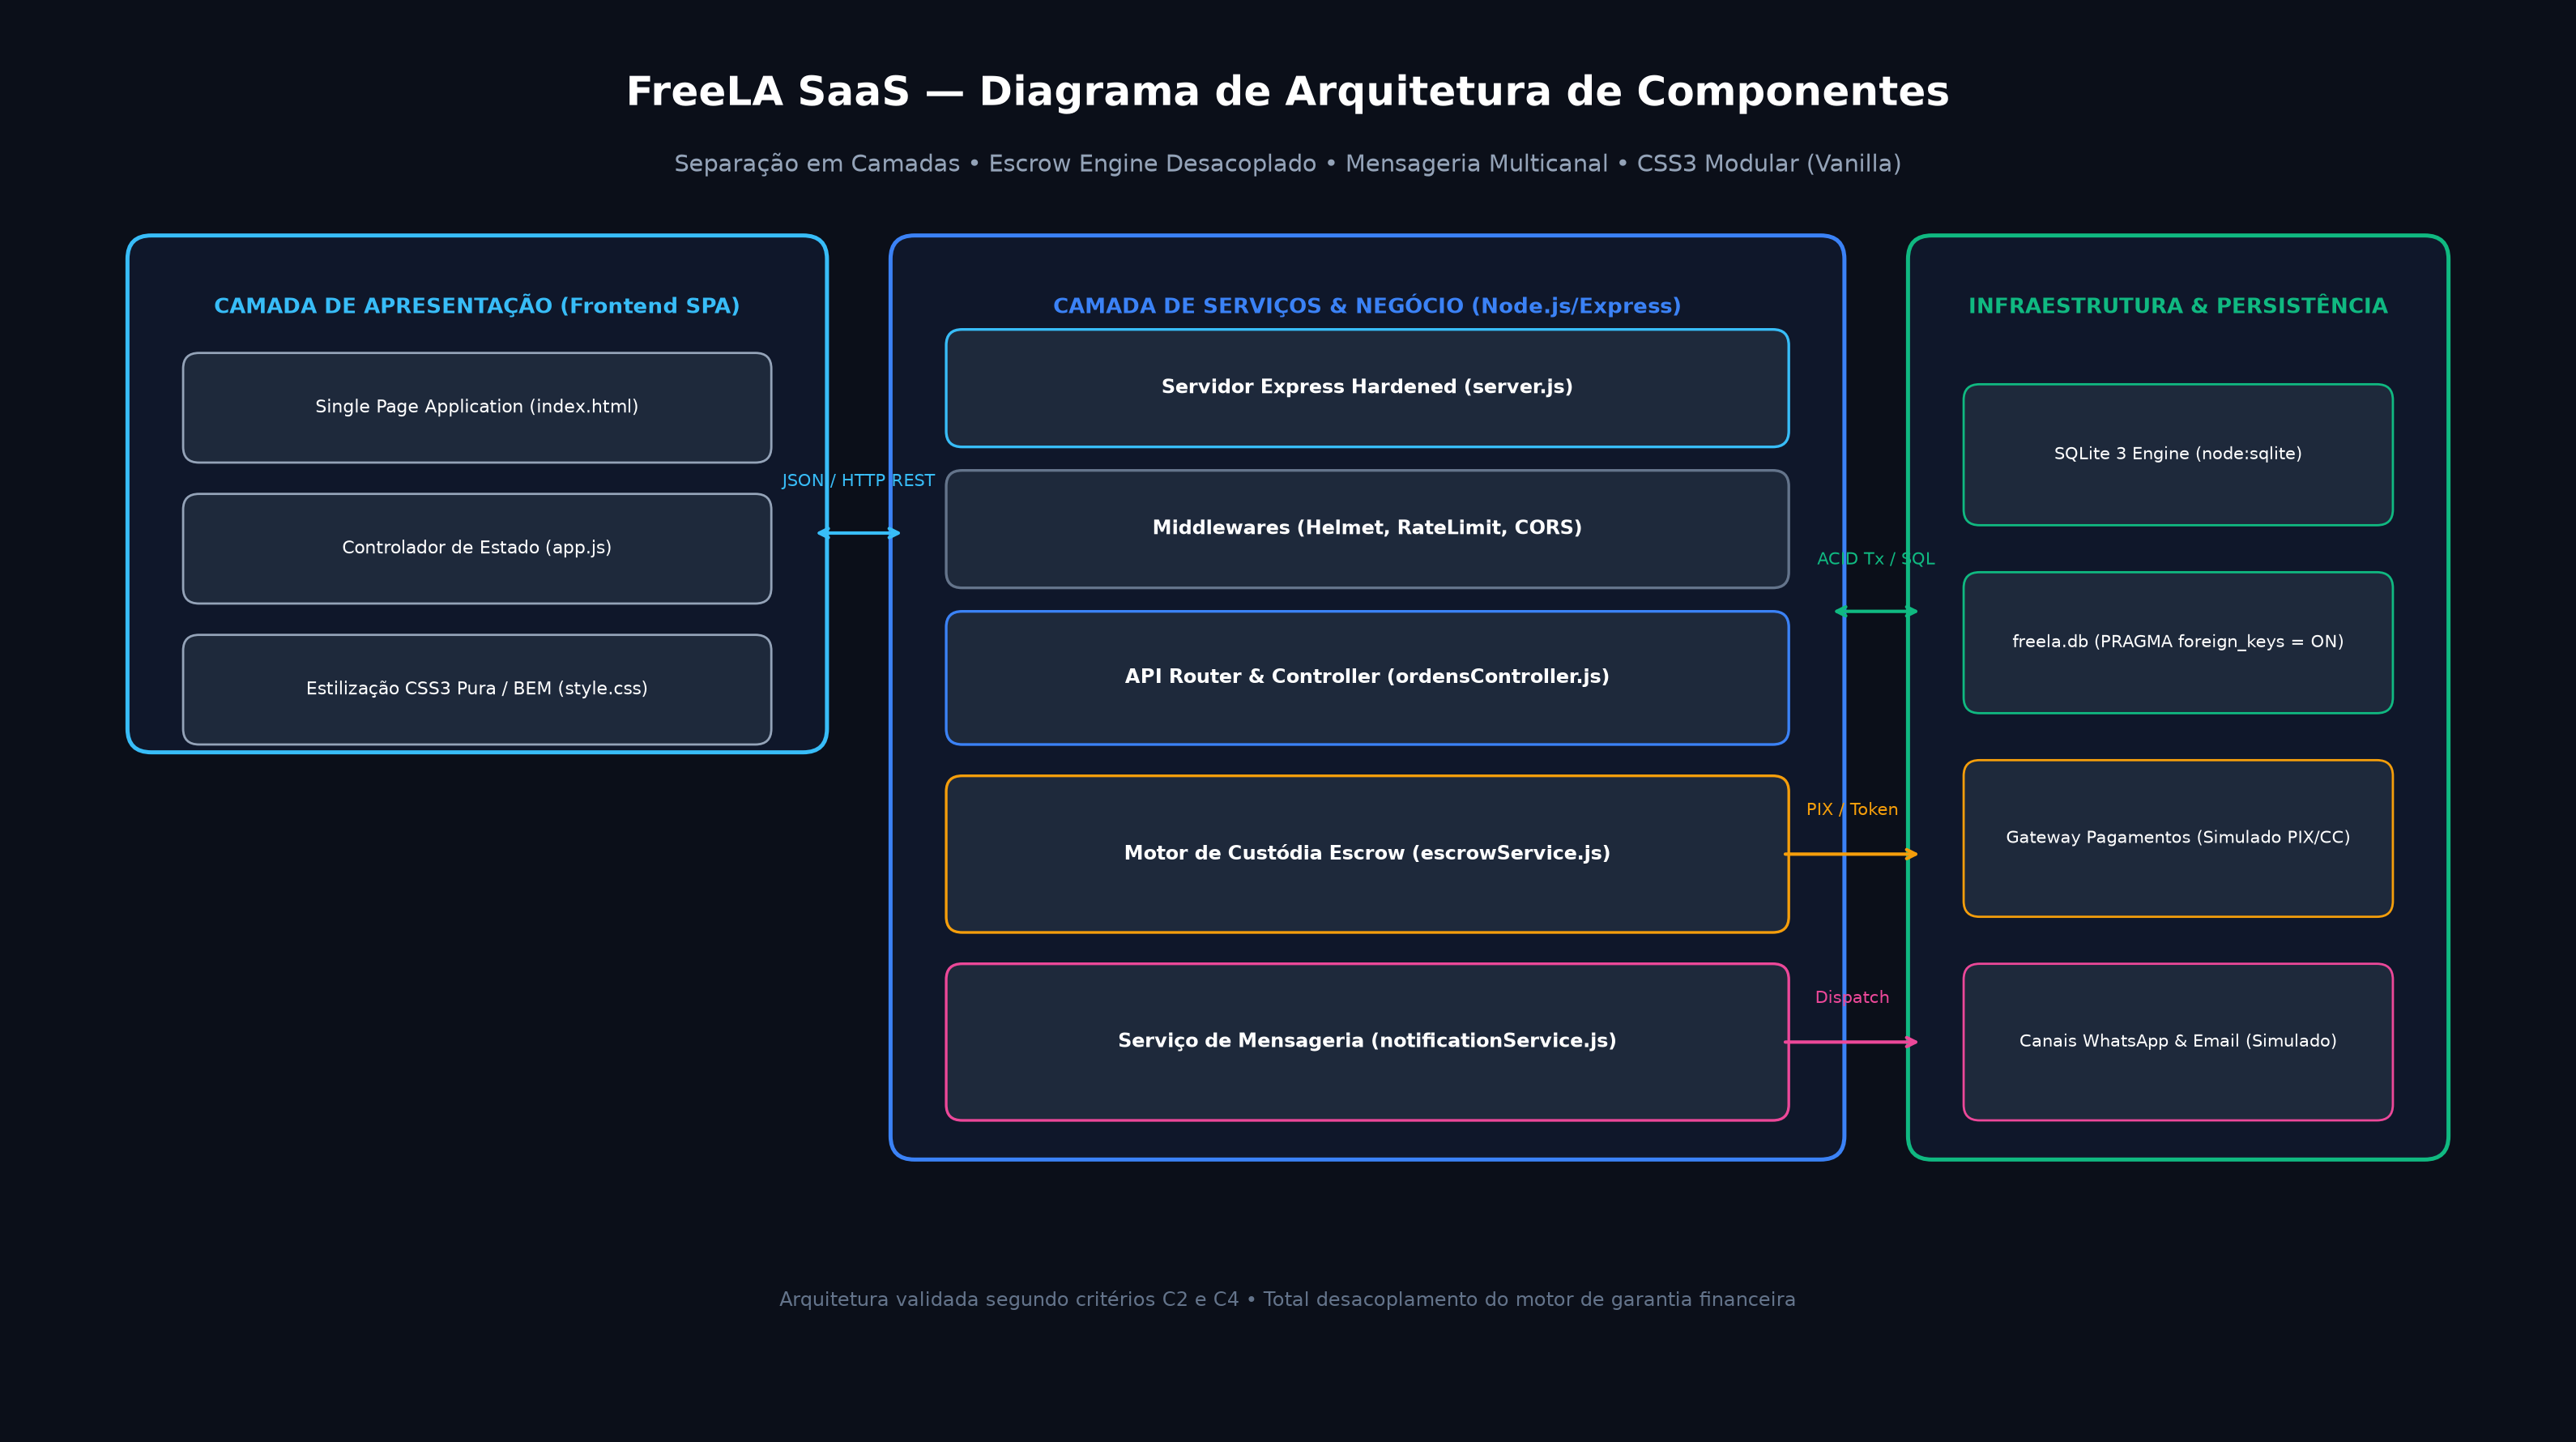 FreeLA SaaS — Diagrama de Arquitetura de Componentes
Separação em Camadas • Escrow Engine Desacoplado • Mensageria Multicanal • CSS3 Modular (Vanilla)
CAMADA DE APRESENTAÇÃO (Frontend SPA)
Single Page Application (index.html)
Controlador de Estado (app.js)
Estilização CSS3 Pura / BEM (style.css)
JSON / HTTP REST
CAMADA DE SERVIÇOS & NEGÓCIO (Node.js/Express)
Servidor Express Hardened (server.js)
Middlewares (Helmet, RateLimit, CORS)
API Router & Controller (ordensController.js)
Motor de Custódia Escrow (escrowService.js)
Serviço de Mensageria (notificationService.js)
ACID Tx / SQL
PIX / Token
Dispatch
INFRAESTRUTURA & PERSISTÊNCIA
SQLite 3 Engine (node:sqlite)
freela.db (PRAGMA foreign_keys = ON)
Gateway Pagamentos (Simulado PIX/CC)
Canais WhatsApp & Email (Simulado)
Arquitetura validada segundo critérios C2 e C4 • Total desacoplamento do motor de garantia financeira